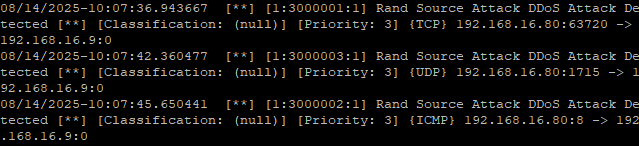 08/14/2025-10:07:36.943667  [**] [1:3000001:1] Rand Source Attack DDoS Attack De
tected [**] [Classification: (null)] [Priority: 3] {TCP} 192.168.16.80:63720 ->
192.168.16.9:0
08/14/2025-10:07:42.360477  [**] [1:3000003:1] Rand Source Attack DDoS Attack De
tected [**] [Classification: (null)] [Priority: 3] {UDP} 192.168.16.80:1715 -> 1
92.168.16.9:0
08/14/2025-10:07:45.650441  [**] [1:3000002:1] Rand Source Attack DDoS Attack De
tected [**] [Classification: (null)] [Priority: 3] {ICMP} 192.168.16.80:8 -> 192
.168.16.9:0